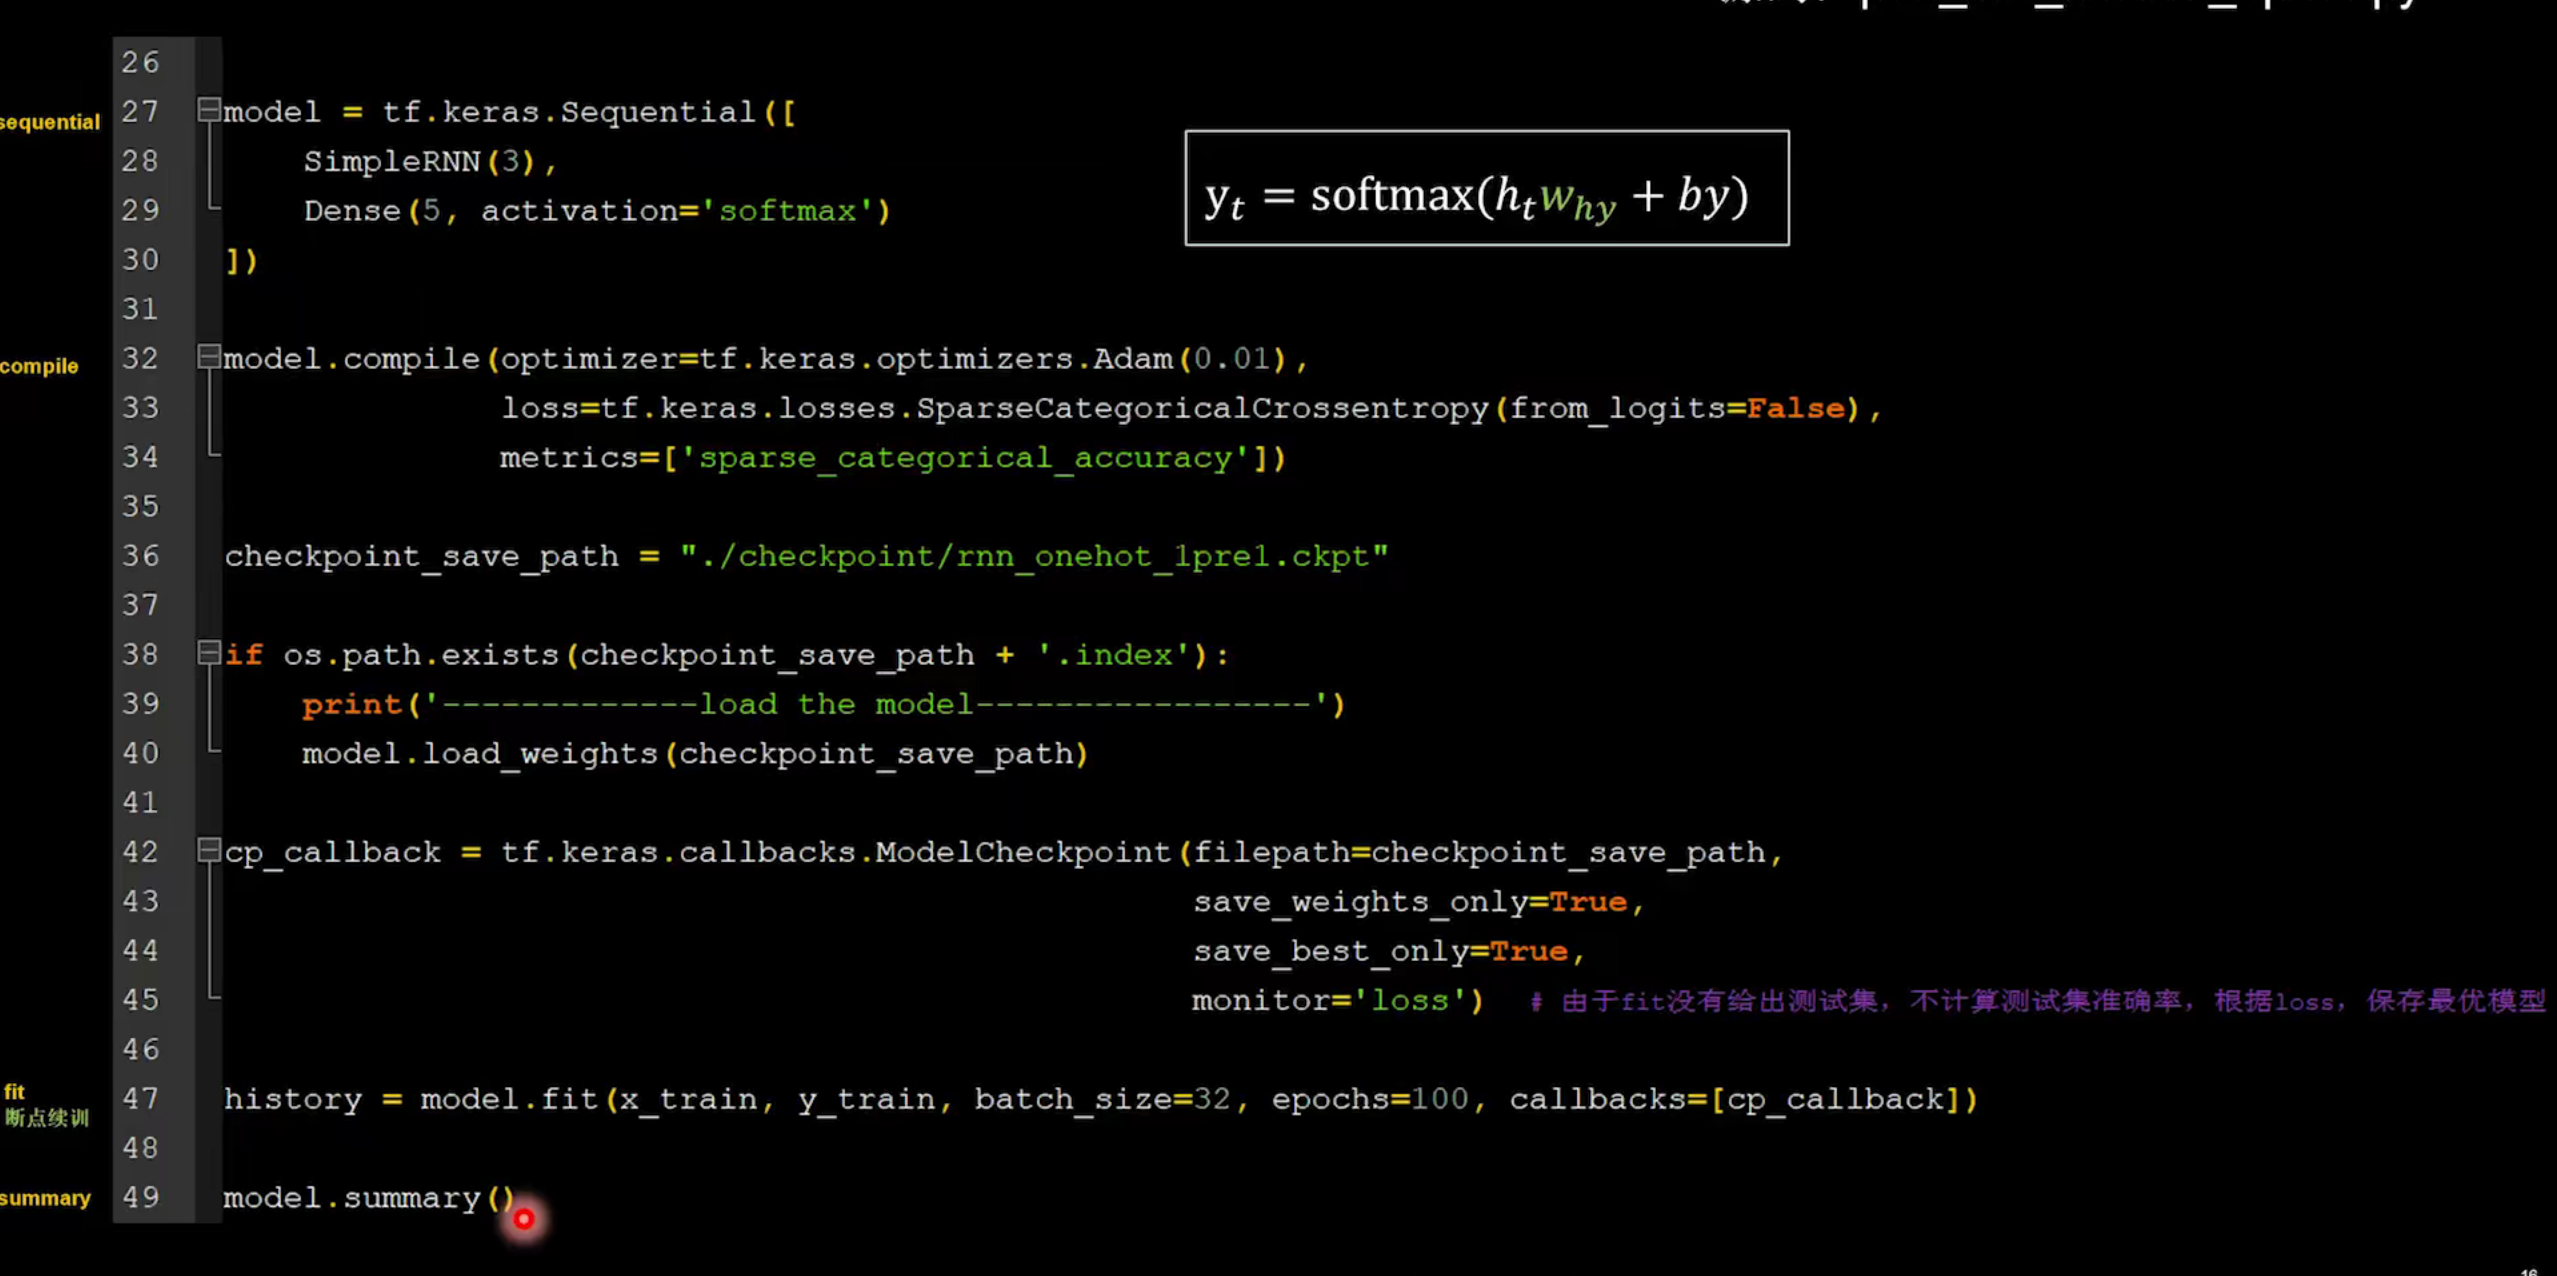 26
sequential 27 model = tf.keras.Sequential([
28 SimpleRNN(3),
29 Dense(5, activation='softmax')
y_t = softmax(h_t w_hy + by)
30 ])
31
compile 32 model.compile(optimizer=tf.keras.optimizers.Adam(0.01),
33 loss=tf.keras.losses.SparseCategoricalCrossentropy(from_logits=False),
34 metrics=['sparse_categorical_accuracy'])
35
36 checkpoint_save_path = "./checkpoint/rnn_onehot_1pre1.ckpt"
37
38 if os.path.exists(checkpoint_save_path + '.index'):
39 print('-------------load the model-----------------')
40 model.load_weights(checkpoint_save_path)
41
42 cp_callback = tf.keras.callbacks.ModelCheckpoint(filepath=checkpoint_save_path,
43 save_weights_only=True,
44 save_best_only=True,
45 monitor='loss') # 由于fit没有给出测试集，不计算测试集准确率，根据loss，保存最优模型
46
fit
断点续训 47 history = model.fit(x_train, y_train, batch_size=32, epochs=100, callbacks=[cp_callback])
48
summary 49 model.summary()